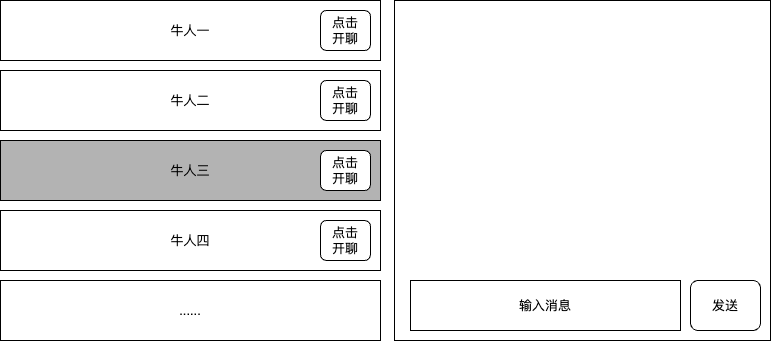 牛人一
点击
开聊
牛人二
点击
开聊
牛人三
点击
开聊
牛人四
点击
开聊
......
输入消息
发送